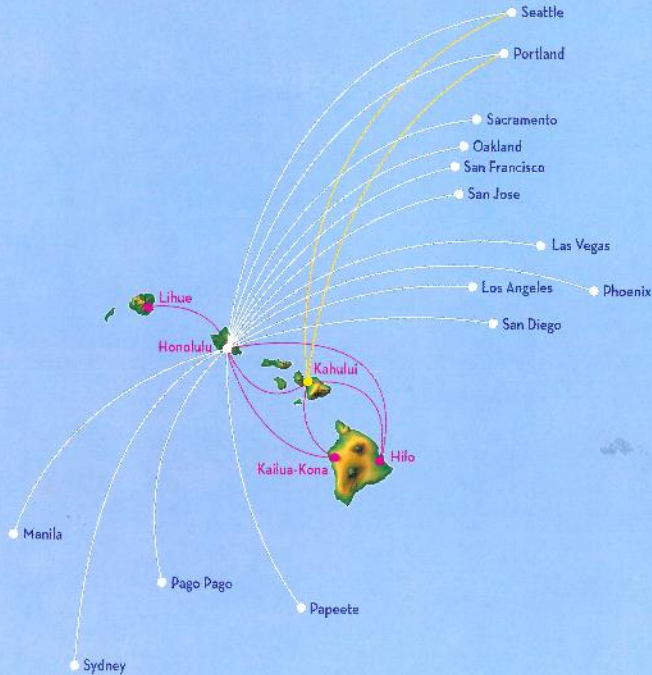 Seattle
Portland
Sacramento
Oakland
San Francisco
San Jose
Las Vegas
Los Angeles
Phoenix
San Diego
Lihue
Honolulu
Kahului
Kailua-Kona
Hilo
Manila
Pago Pago
Papeete
Sydney